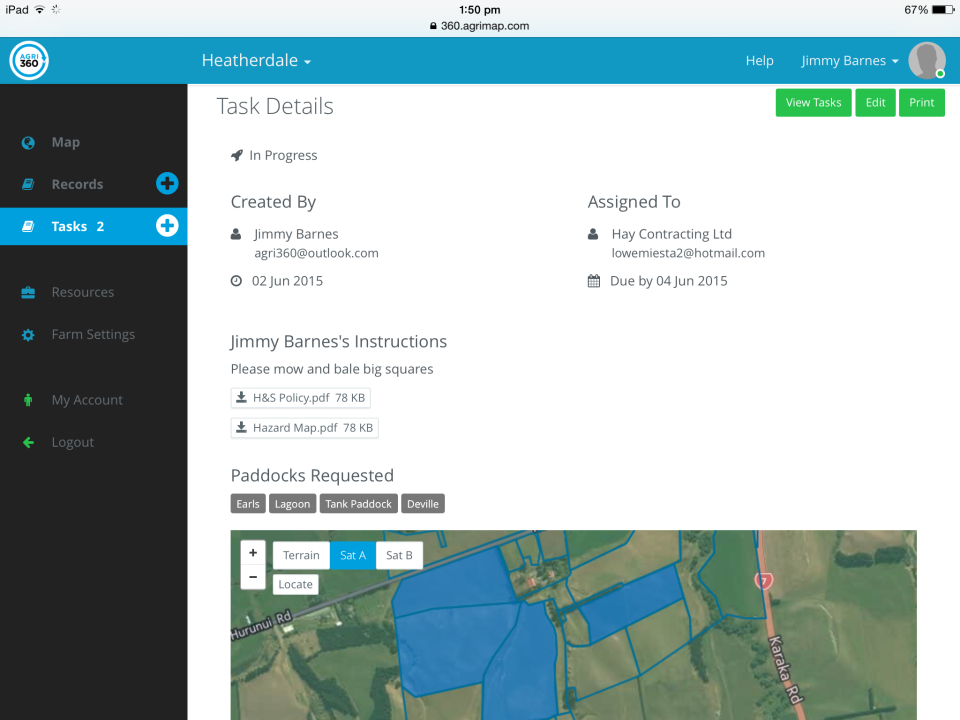 iPad 1:50 pm 67%
360.agrimap.com
AGRI
360
Heatherdale Help Jimmy Barnes
Task Details View Tasks Edit Print
Map
Records
Tasks 2
Resources
Farm Settings
My Account
Logout
In Progress
Created By Assigned To
Jimmy Barnes Hay Contracting Ltd
agri360@outlook.com lowemiesta2@hotmail.com
02 Jun 2015 Due by 04 Jun 2015
Jimmy Barnes's Instructions
Please mow and bale big squares
H&S Policy.pdf 78 KB
Hazard Map.pdf 78 KB
Paddocks Requested
Earls Lagoon Tank Paddock Deville
+ Terrain Sat A Sat B
- Locate
7
Hurunui Rd
Karaka Rd